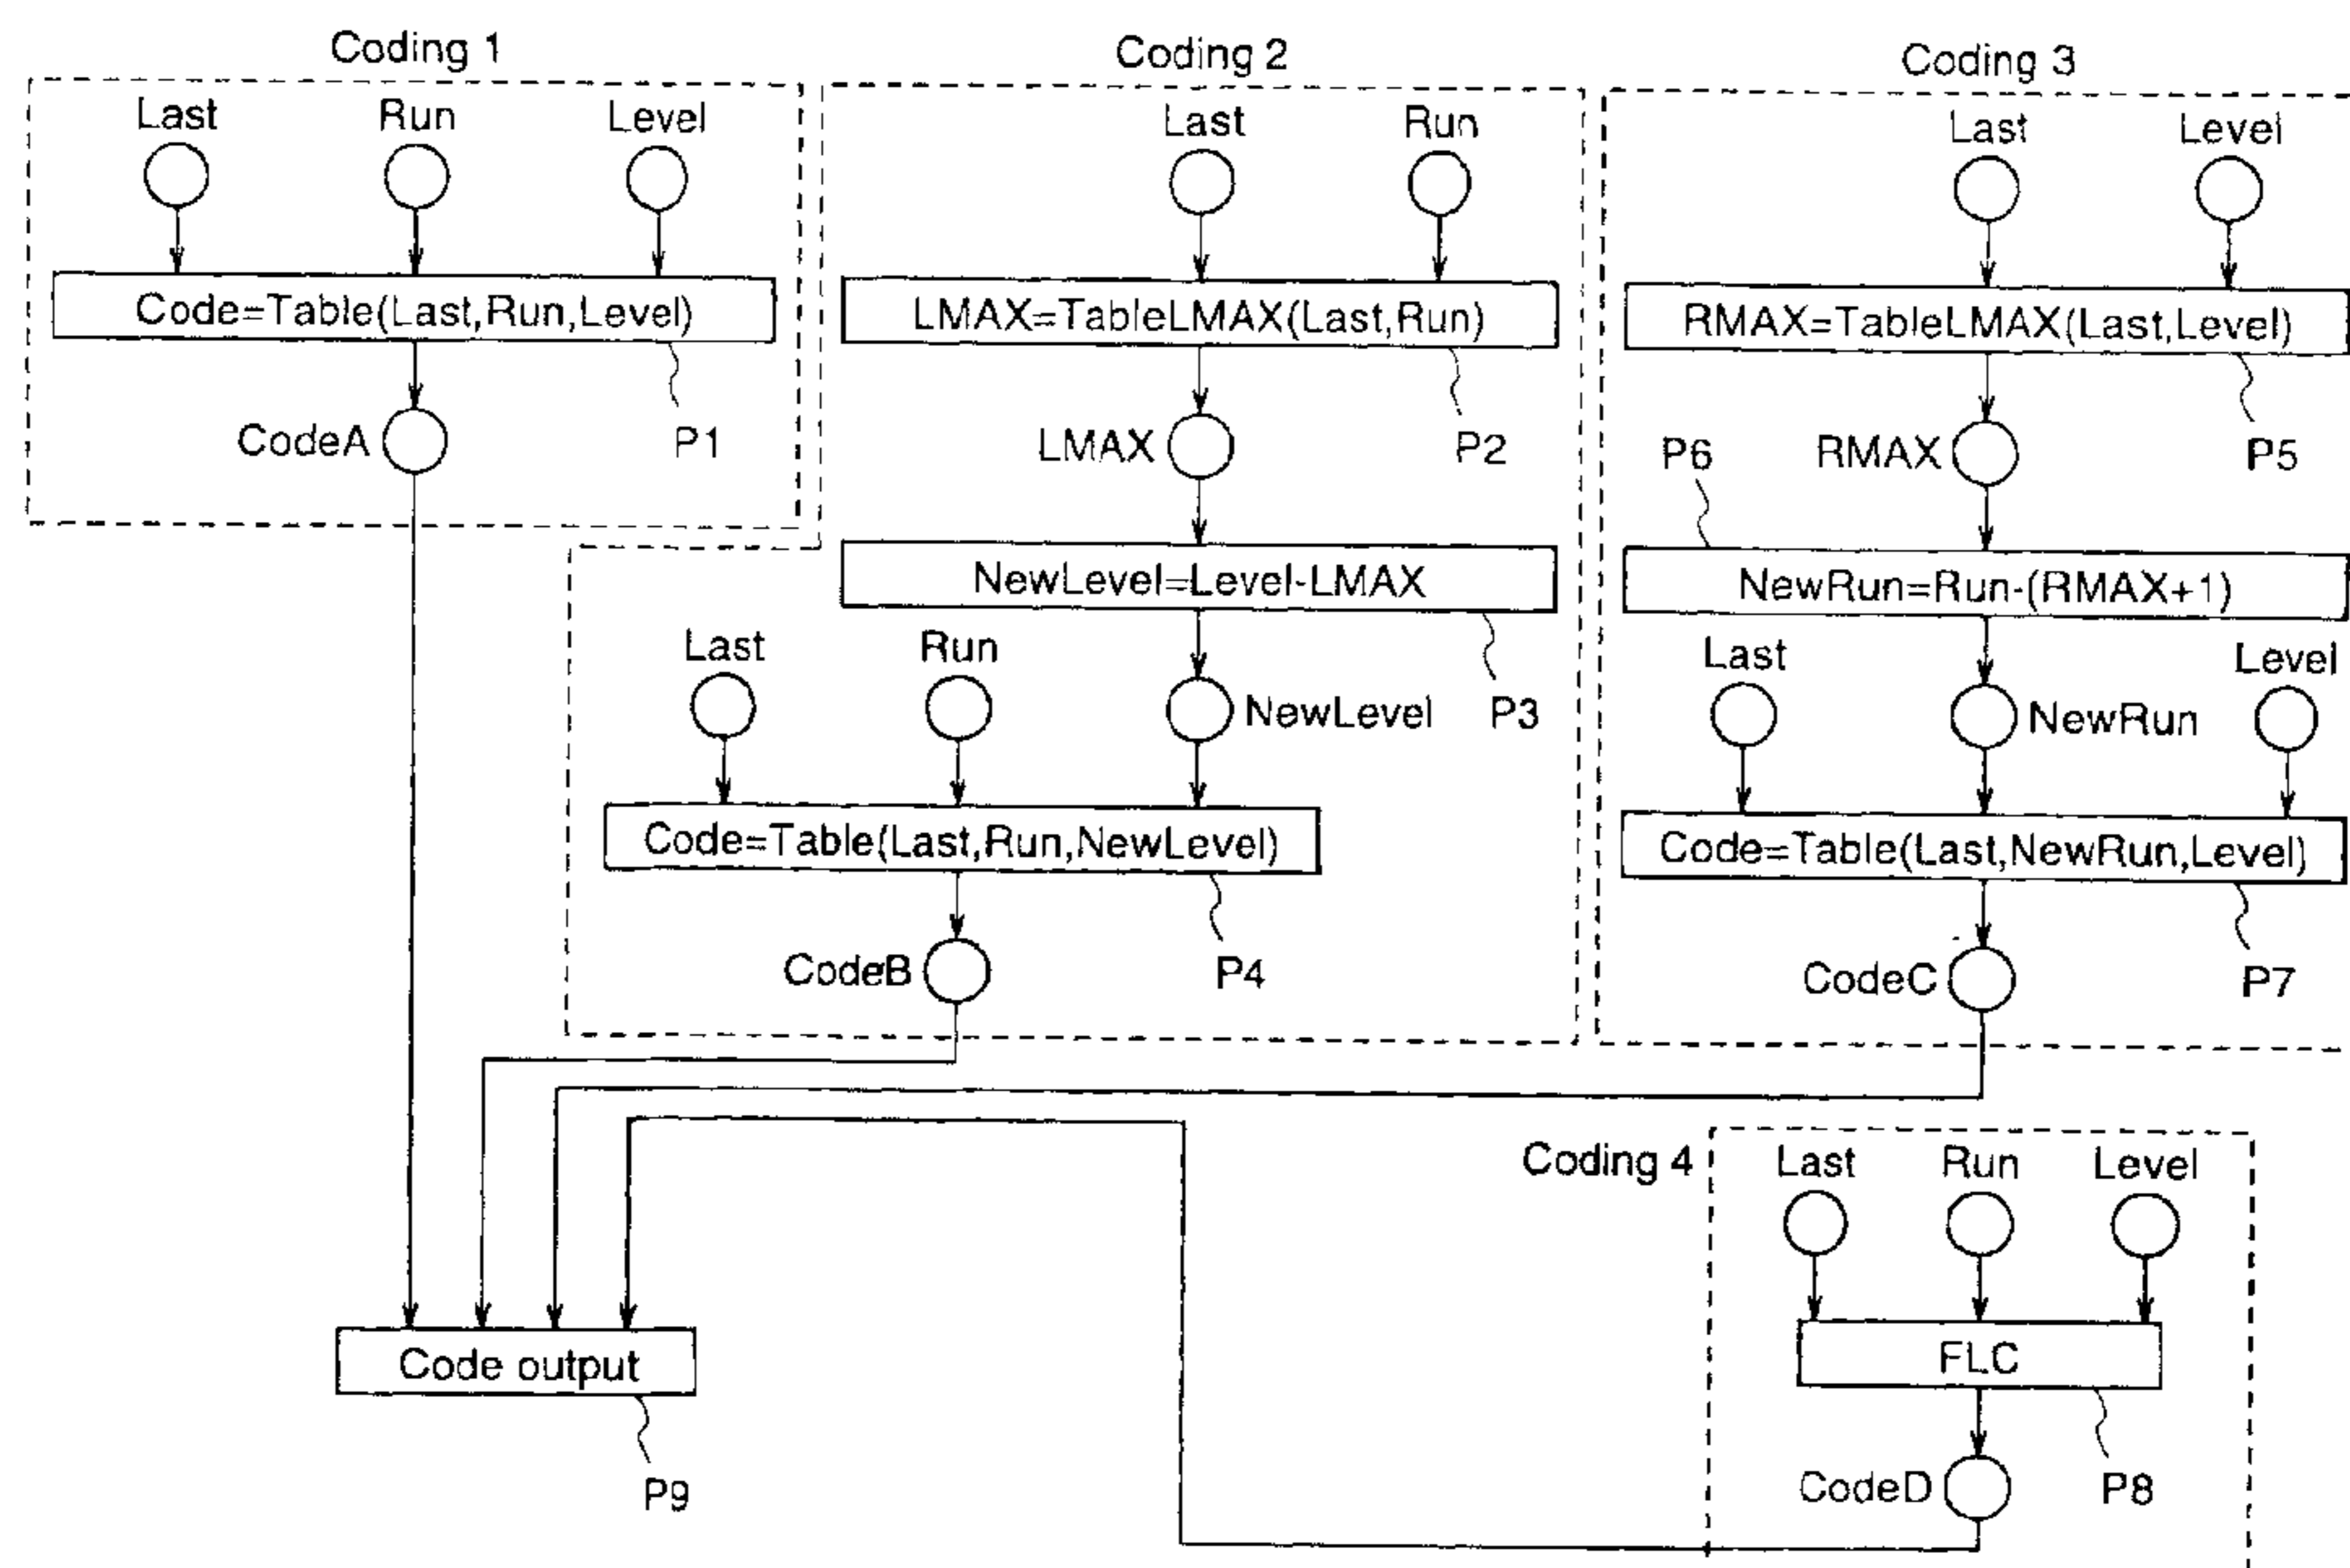 Coding 1
Last Run Level
Code=Table(Last,Run,Level)
CodeA
P1
Coding 2
Last Run
LMAX=TableLMAX(Last,Run)
LMAX
P2
NewLevel=Level-LMAX
Last Run
NewLevel
P3
Code=Table(Last,Run,NewLevel)
CodeB
P4
Coding 3
Last Level
RMAX=TableLMAX(Last,Level)
P6
RMAX
P5
NewRun=Run-(RMAX+1)
Last
Level
NewRun
Code=Table(Last,NewRun,Level)
CodeC
P7
Coding 4
Last Run Level
FLC
CodeD
P8
Code output
P9